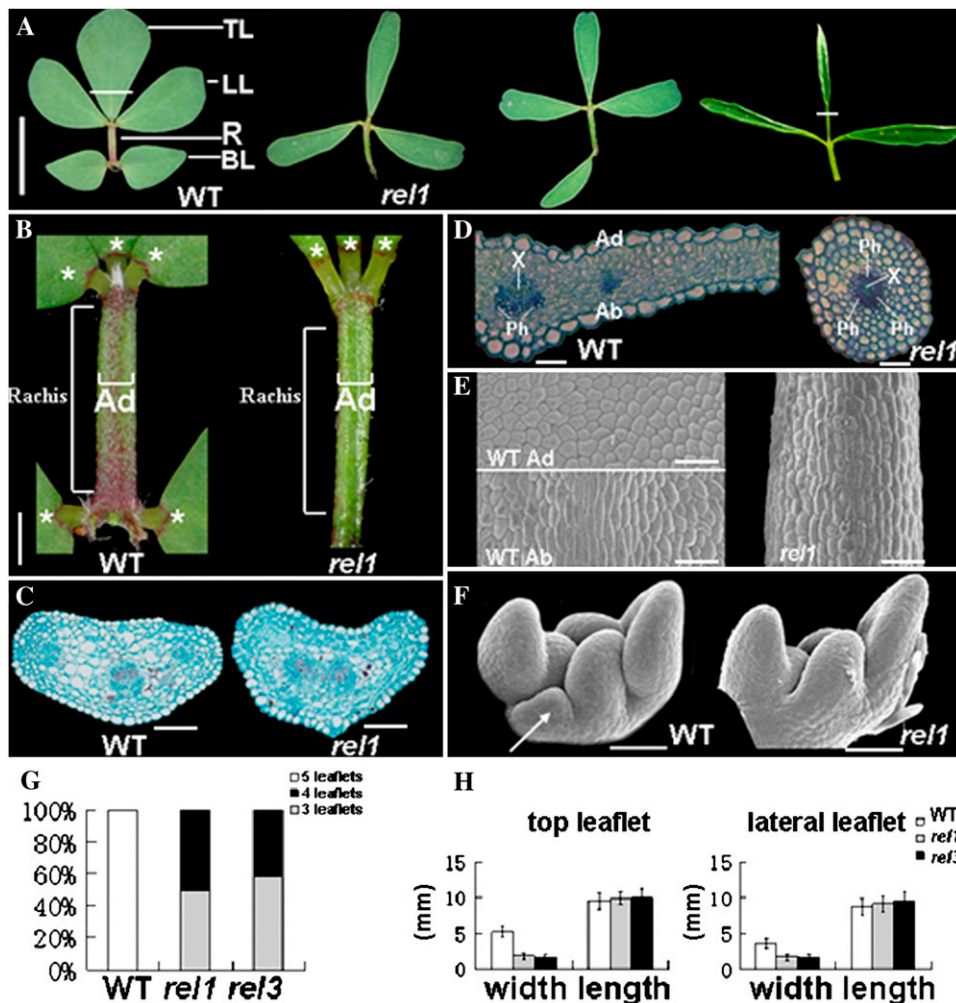 A
TL
LL
R
BL
WT
rel1
B
Rachis
Ad
WT
Rachis
Ad
rel1
C
WT
rel1
D
X
Ph
Ad
Ab
WT
Ph
X
Ph
Ph
rel1
E
WT Ad
WT Ab
rel1
F
WT
rel1
G
5 leaflets
4 leaflets
3 leaflets
100%
80%
60%
40%
20%
0%
WT rel1 rel3
H
WT
rel1
rel3
top leaflet
(mm)
15
10
5
0
width length
lateral leaflet
(mm)
15
10
5
0
width length